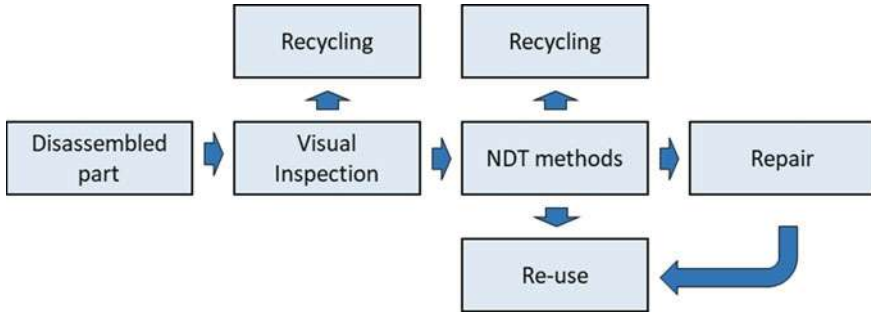 Recycling
Recycling
Disassembled
part
Visual
Inspection
NDT methods
Repair
Re-use